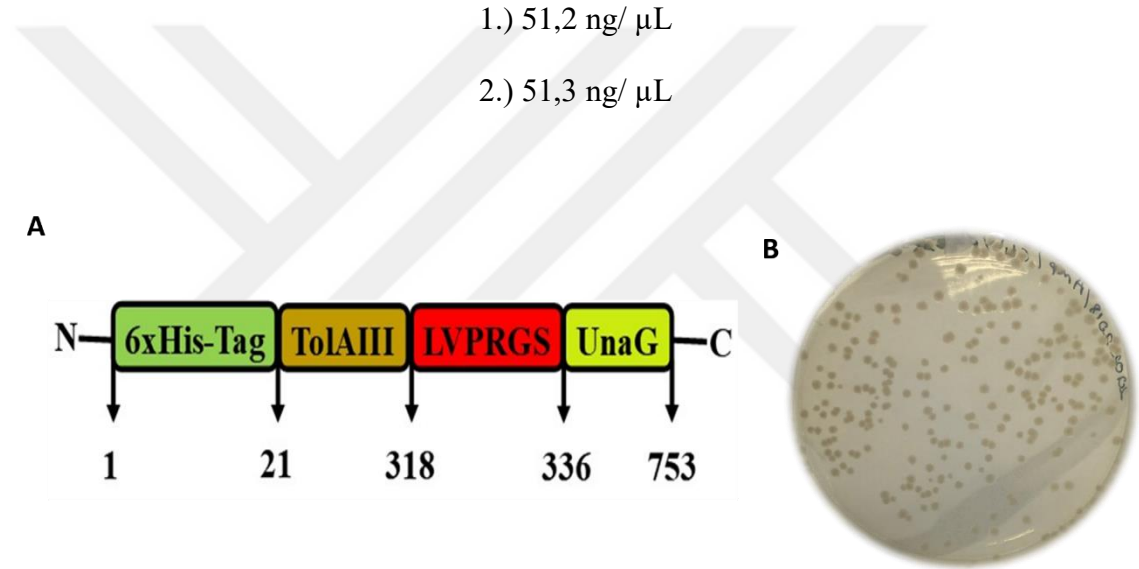 1.) 51,2 ng/ µL
2.) 51,3 ng/ µL
A
B
N 6xHis-Tag TolAIII LVPRGS UnaG C
1 21 318 336 753